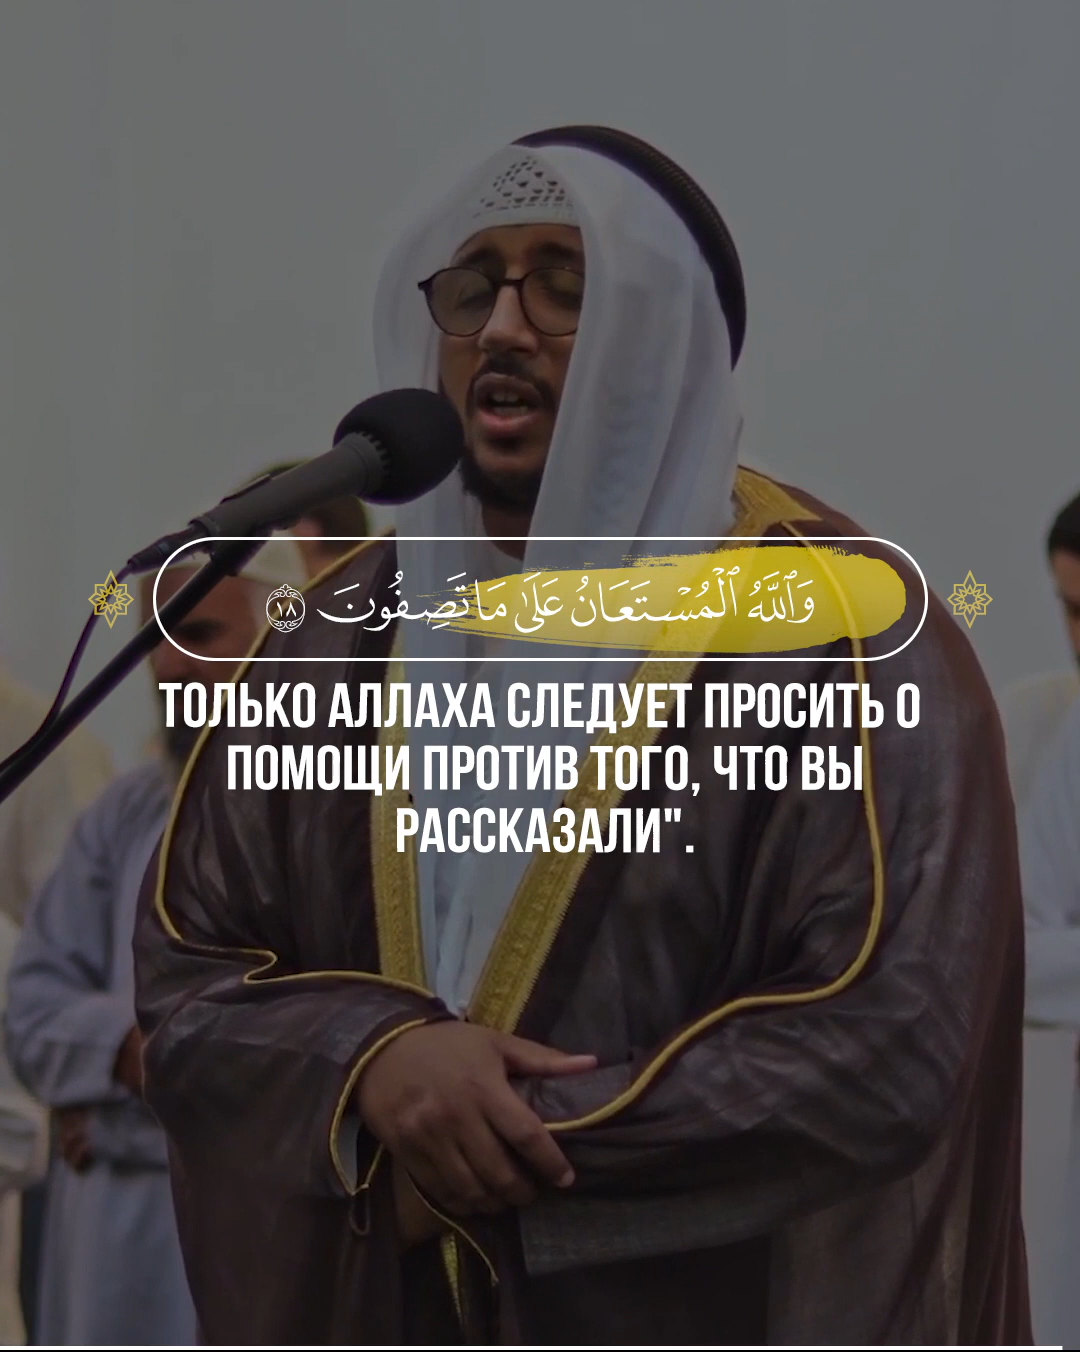 وَٱللَّهُ ٱلْمُسْتَعَانُ عَلَىٰ مَا تَصِفُونَ ١٨
ТОЛЬКО АЛЛАХА СЛЕДУЕТ ПРОСИТЬ О
ПОМОЩИ ПРОТИВ ТОГО, ЧТО ВЫ
РАССКАЗАЛИ".